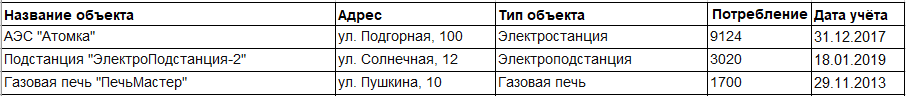 Название объекта Адрес Тип объекта Потребление Дата учёта
АЭС "Атомка" ул. Подгорная, 100 Электростанция 9124 31.12.2017
Подстанция "ЭлектроПодстанция-2" ул. Солнечная, 12 Электроподстанция 3020 18.01.2019
Газовая печь "ПечьМастер" ул. Пушкина, 10 Газовая печь 1700 29.11.2013